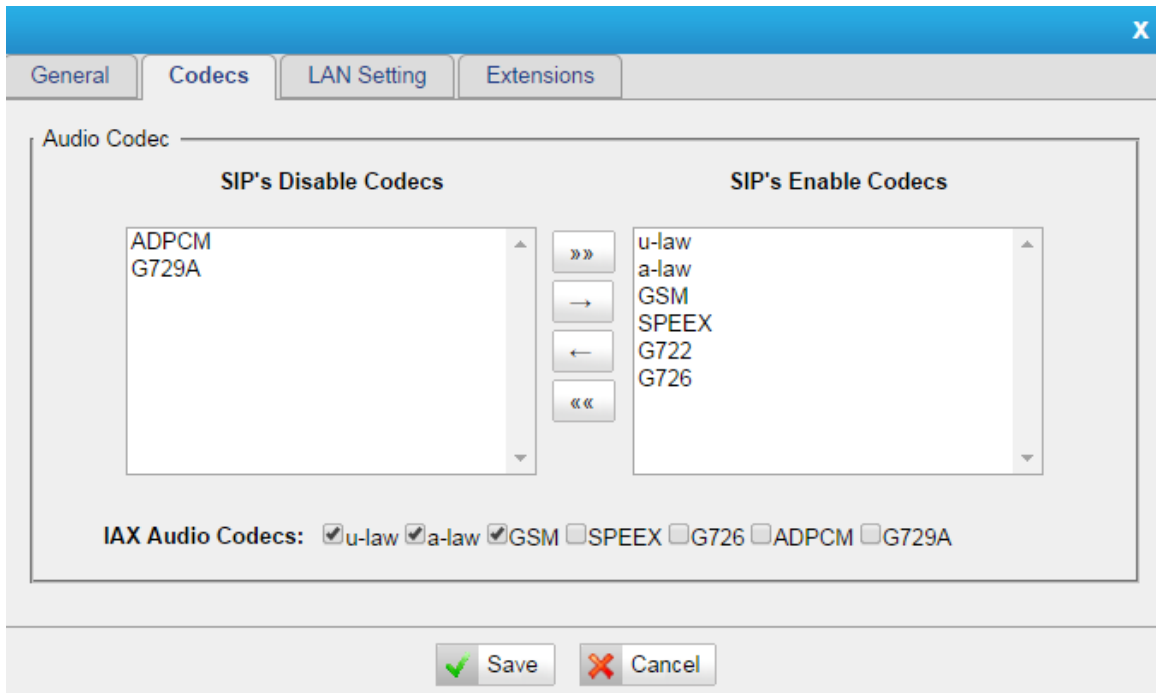 X
General Codecs LAN Setting Extensions
Audio Codec
SIP's Disable Codecs SIP's Enable Codecs
ADPCM
G729A
»»
→
←
««
u-law
a-law
GSM
SPEEX
G722
G726
IAX Audio Codecs: u-law a-law GSM SPEEX G726 ADPCM G729A
Save Cancel